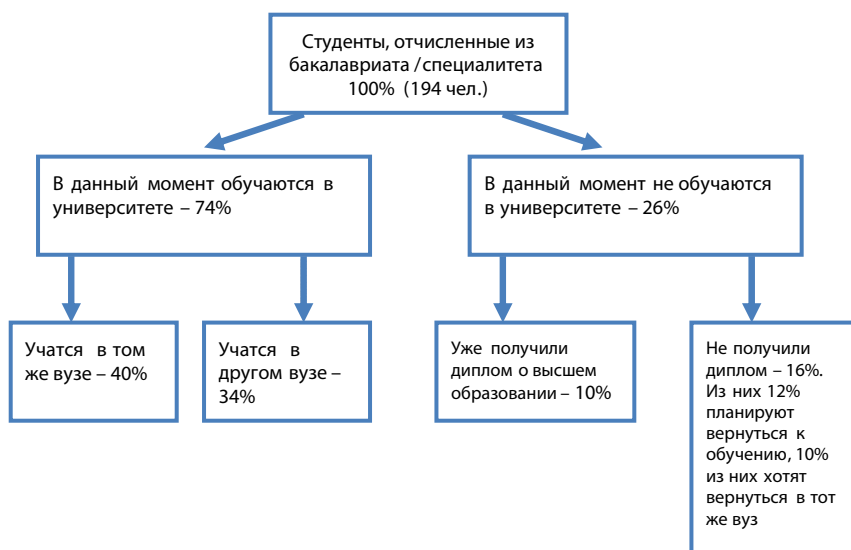 Студенты, отчисленные из
бакалавриата /специалитета
100% (194 чел.)
В данный момент обучаются в
университете – 74%
В данный момент не обучаются
в университете – 26%
Учатся в том
же вузе – 40%
Учатся в
другом вузе –
34%
Уже получили
диплом о высшем
образовании – 10%
Не получили
диплом – 16%.
Из них 12%
планируют
вернуться к
обучению, 10%
из них хотят
вернуться в тот
же вуз